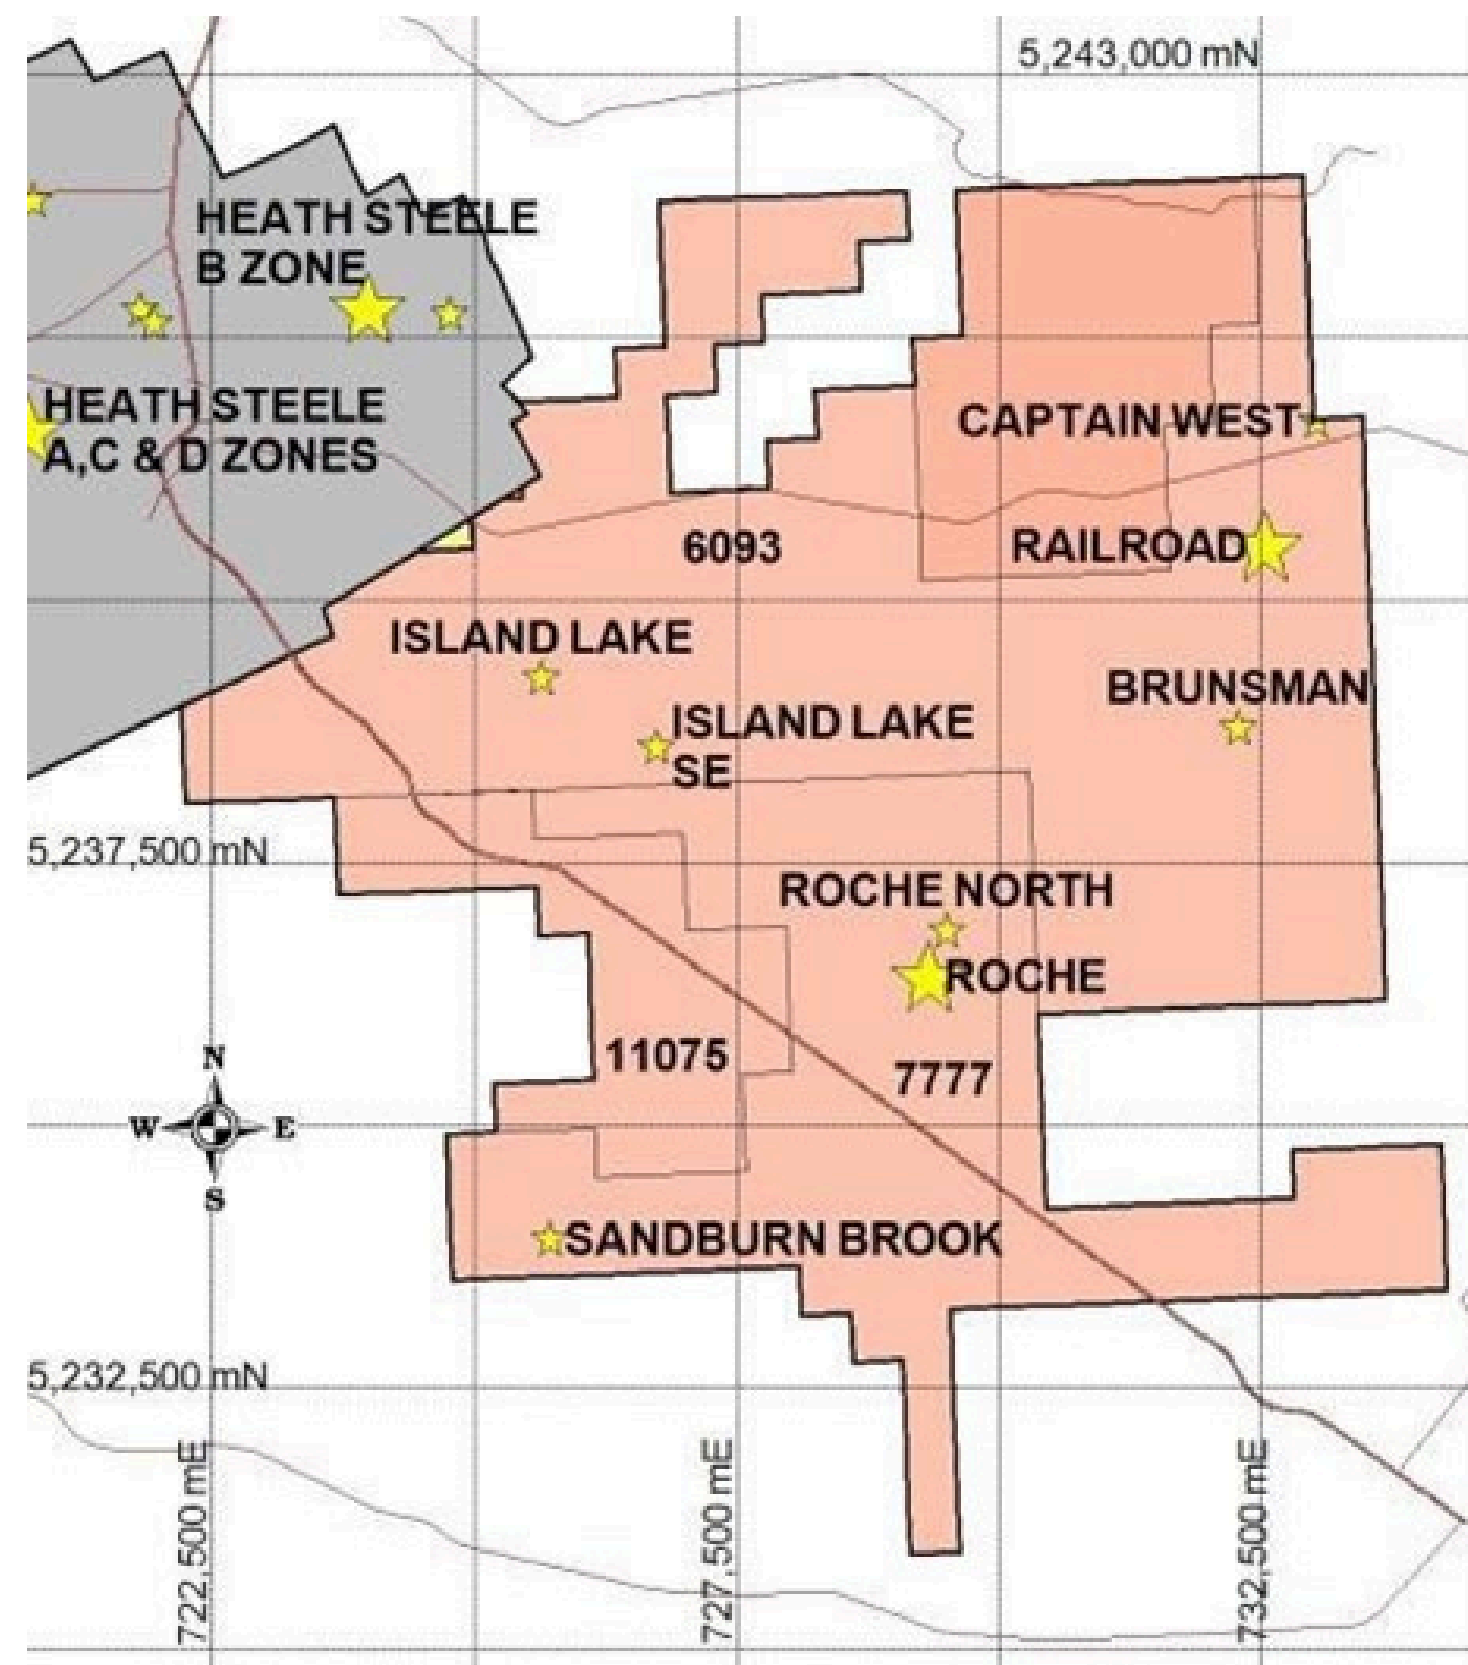 5,243,000 mN
HEATH STEELE
B ZONE
HEATH STEELE
A,C & D ZONES
CAPTAIN WEST
6093
RAILROAD
ISLAND LAKE
BRUNSMAN
ISLAND LAKE
SE
5,237,500 mN
ROCHE NORTH
ROCHE
11075
7777
N
W
E
S
SANDBURN BROOK
5,232,500 mN
722,500 mE
727,500 mE
732,500 mE